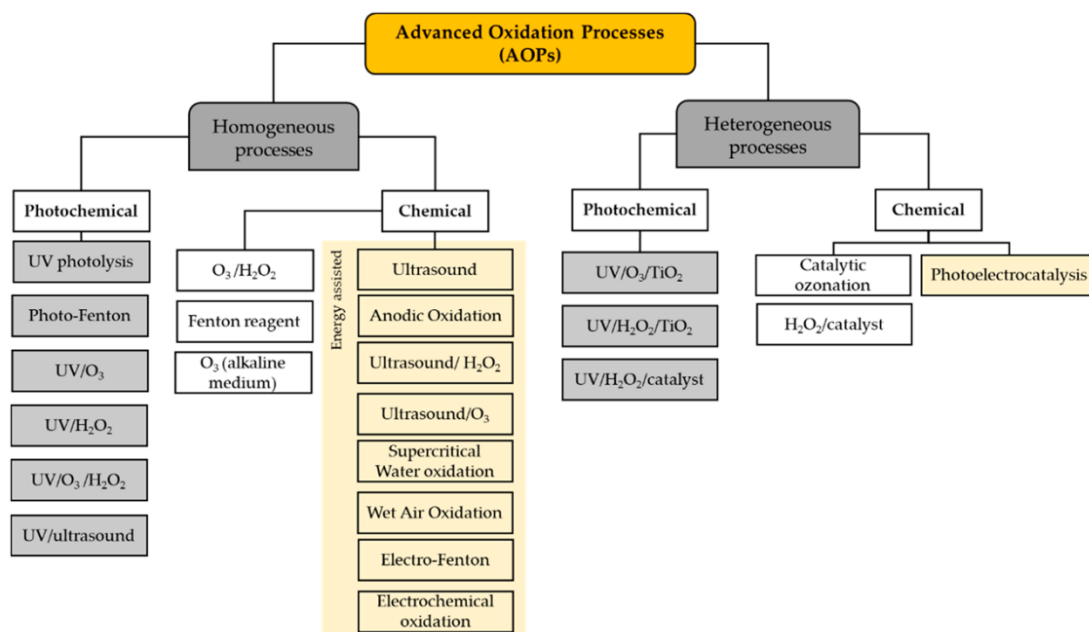 Advanced Oxidation Processes
(AOPs)
Homogeneous
processes
Heterogeneous
processes
Photochemical
Chemical
Photochemical
Chemical
UV photolysis
Photo-Fenton
UV/O₃
UV/H₂O₂
UV/O₃/H₂O₂
UV/ultrasound
O₃/H₂O₂
Fenton reagent
O₃ (alkaline
medium)
Energy assisted
Ultrasound
Anodic Oxidation
Ultrasound/ H₂O₂
Ultrasound/O₃
Supercritical
Water oxidation
Wet Air Oxidation
Electro-Fenton
Electrochemical
oxidation
UV/O₃/TiO₂
UV/H₂O₂/TiO₂
UV/H₂O₂/catalyst
Catalytic
ozonation
H₂O₂/catalyst
Photoelectrocatalysis